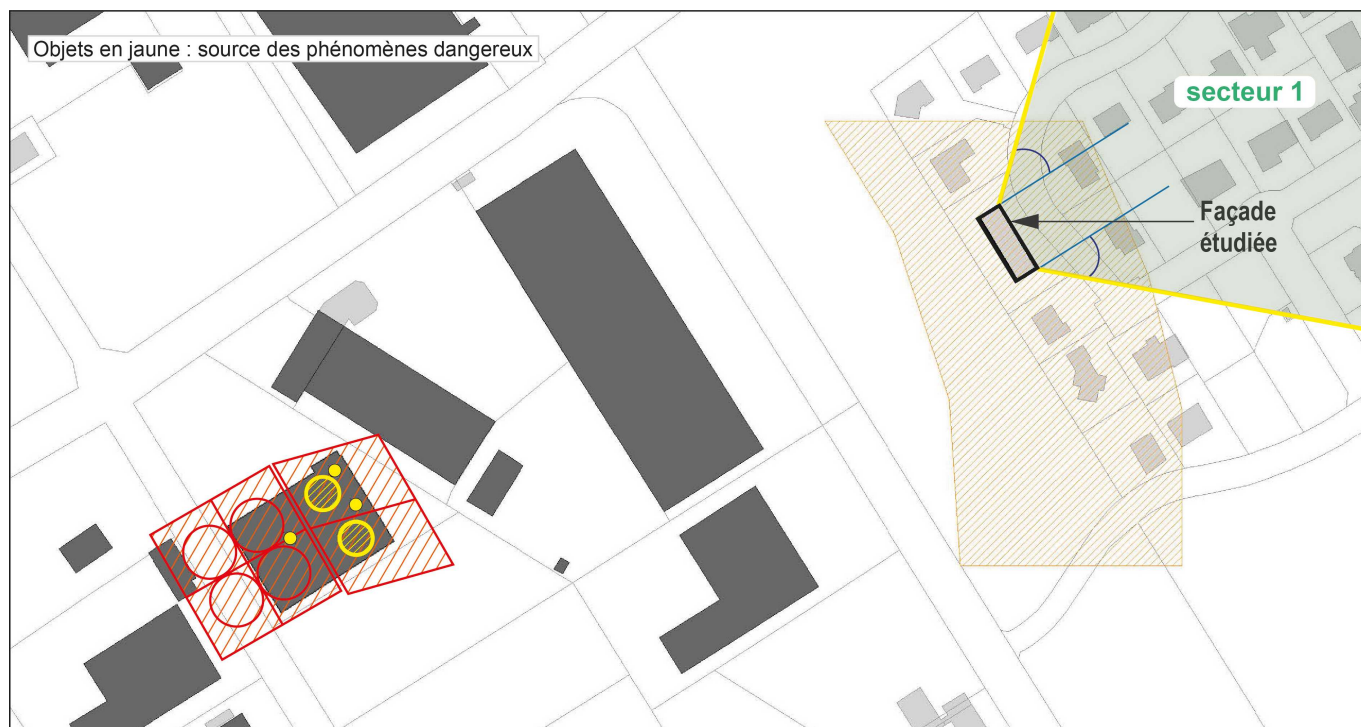 Objets en jaune : source des phénomènes dangereux
secteur 1
Façade
étudiée